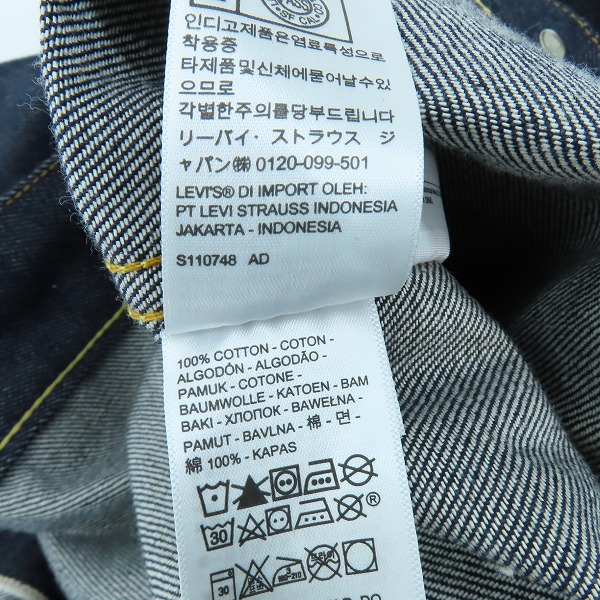 인디고제품은염료특성으로
착용중
타제품및신체에묻어날수있
으므로
각별한주의를당부드립니다
リーバイ・ストラウス ジ
ャパン㈱ 0120-099-501
LEVI'S® DI IMPORT OLEH:
PT LEVI STRAUSS INDONESIA
JAKARTA - INDONESIA
S110748 AD
100% COTTON - COTON -
ALGODÓN - ALGODÃO -
PAMUK - COTONE -
BAUMWOLLE - KATOEN - BAM
BAKI - ХЛОПОК - BAWEŁNA -
PAMUT - BAVLNA - 棉 - 면 -
綿 100% - KAPAS
30 ®
30